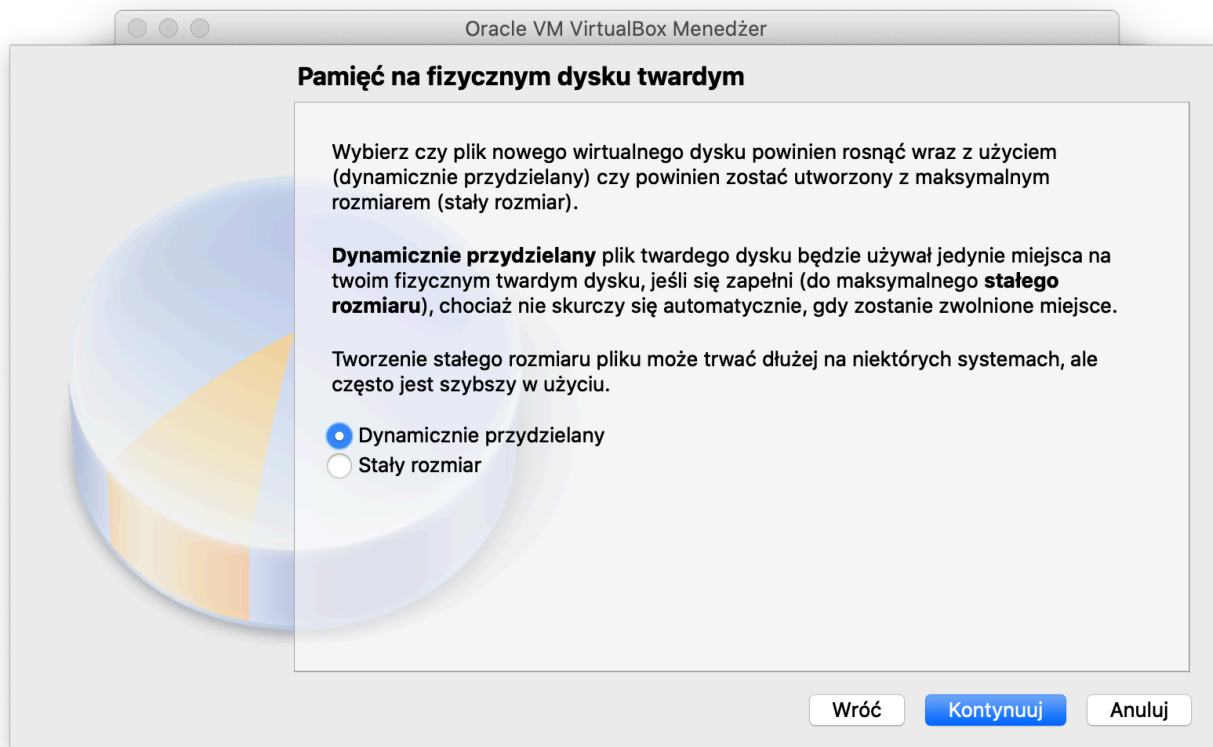 Oracle VM VirtualBox Menedżer
Pamięć na fizycznym dysku twardym
Wybierz czy plik nowego wirtualnego dysku powinien rosnąć wraz z użyciem
(dynamicznie przydzielany) czy powinien zostać utworzony z maksymalnym
rozmiarem (stały rozmiar).
Dynamicznie przydzielany plik twardego dysku będzie używał jedynie miejsca na
twoim fizycznym twardym dysku, jeśli się zapełni (do maksymalnego stałego
rozmiaru), chociaż nie skurczy się automatycznie, gdy zostanie zwolnione miejsce.
Tworzenie stałego rozmiaru pliku może trwać dłużej na niektórych systemach, ale
często jest szybszy w użyciu.
Dynamicznie przydzielany
Stały rozmiar
Wróć Kontynuuj Anuluj